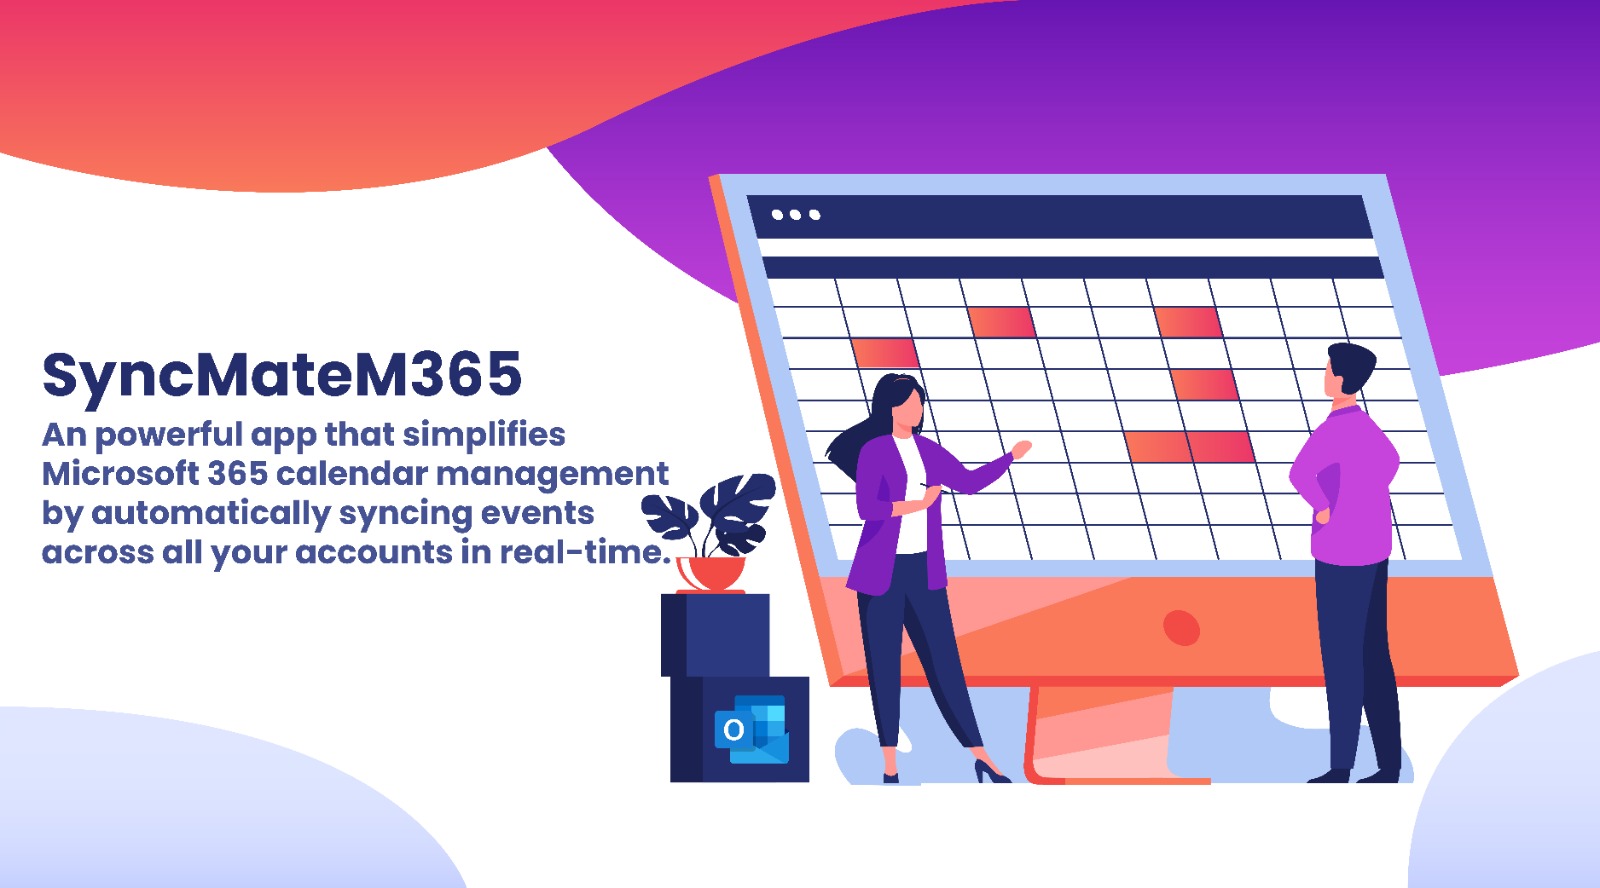 SyncMateM365
An powerful app that simplifies
Microsoft 365 calendar management
by automatically syncing events
across all your accounts in real-time.
O